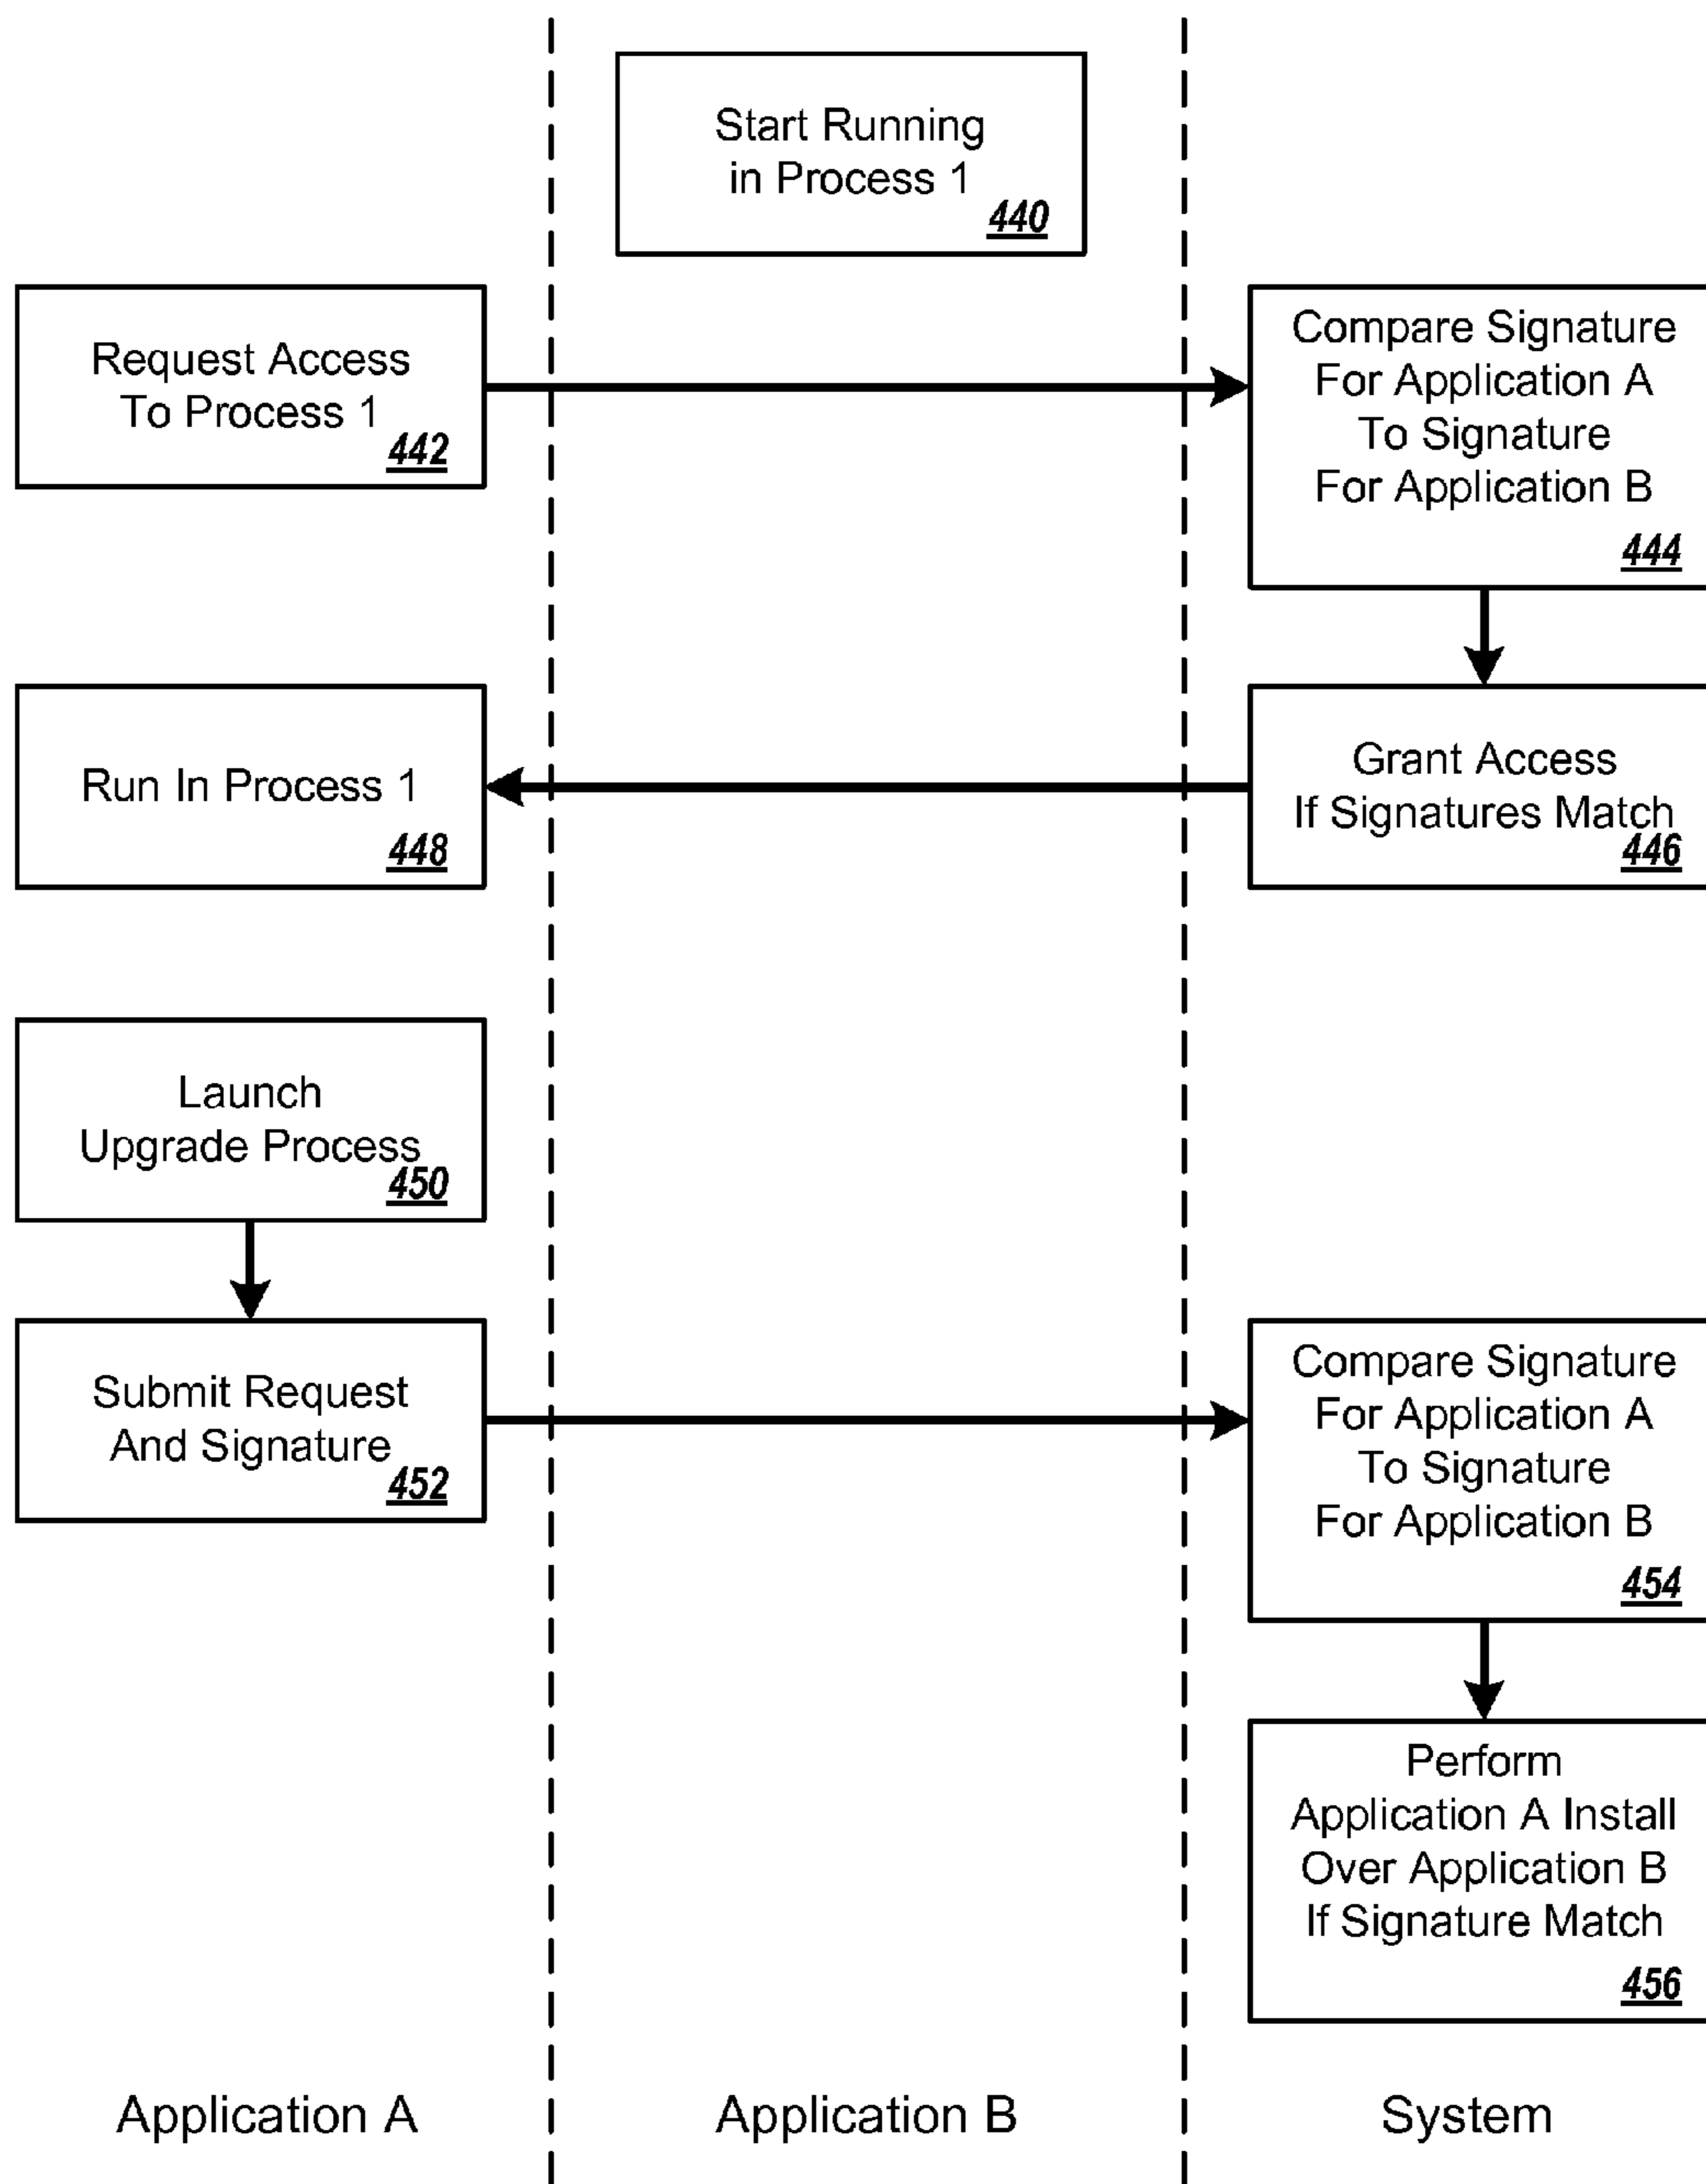 Start Running
in Process 1
440
Request Access
To Process 1
442
Compare Signature
For Application A
To Signature
For Application B
444
Run In Process 1
448
Grant Access
If Signatures Match
446
Launch
Upgrade Process
450
Submit Request
And Signature
452
Compare Signature
For Application A
To Signature
For Application B
454
Perform
Application A Install
Over Application B
If Signature Match
456
Application A
Application B
System